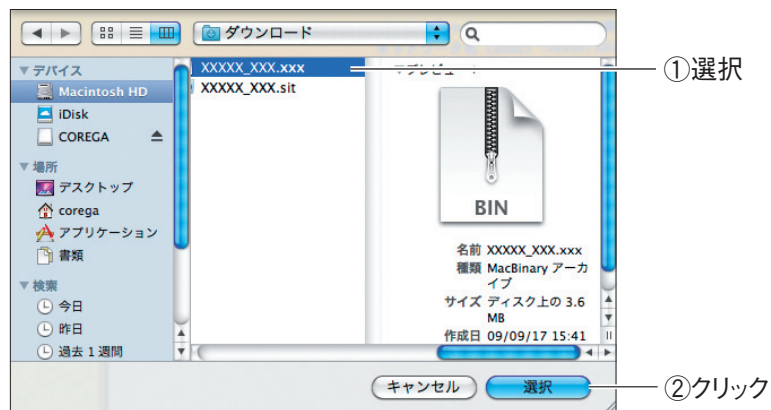 ダウンロード
デバイス
Macintosh HD
iDisk
COREGA
場所
デスクトップ
corega
アプリケーション
書類
検索
今日
昨日
過去 1 週間
XXXXX_XXX.xxx
XXXXX_XXX.sit
プレビュー:
BIN
名前 XXXXX_XXX.xxx
種類 MacBinary アーカ
イブ
サイズ ディスク上の 3.6
MB
作成日 09/09/17 15:41
キャンセル
選択
①選択
②クリック